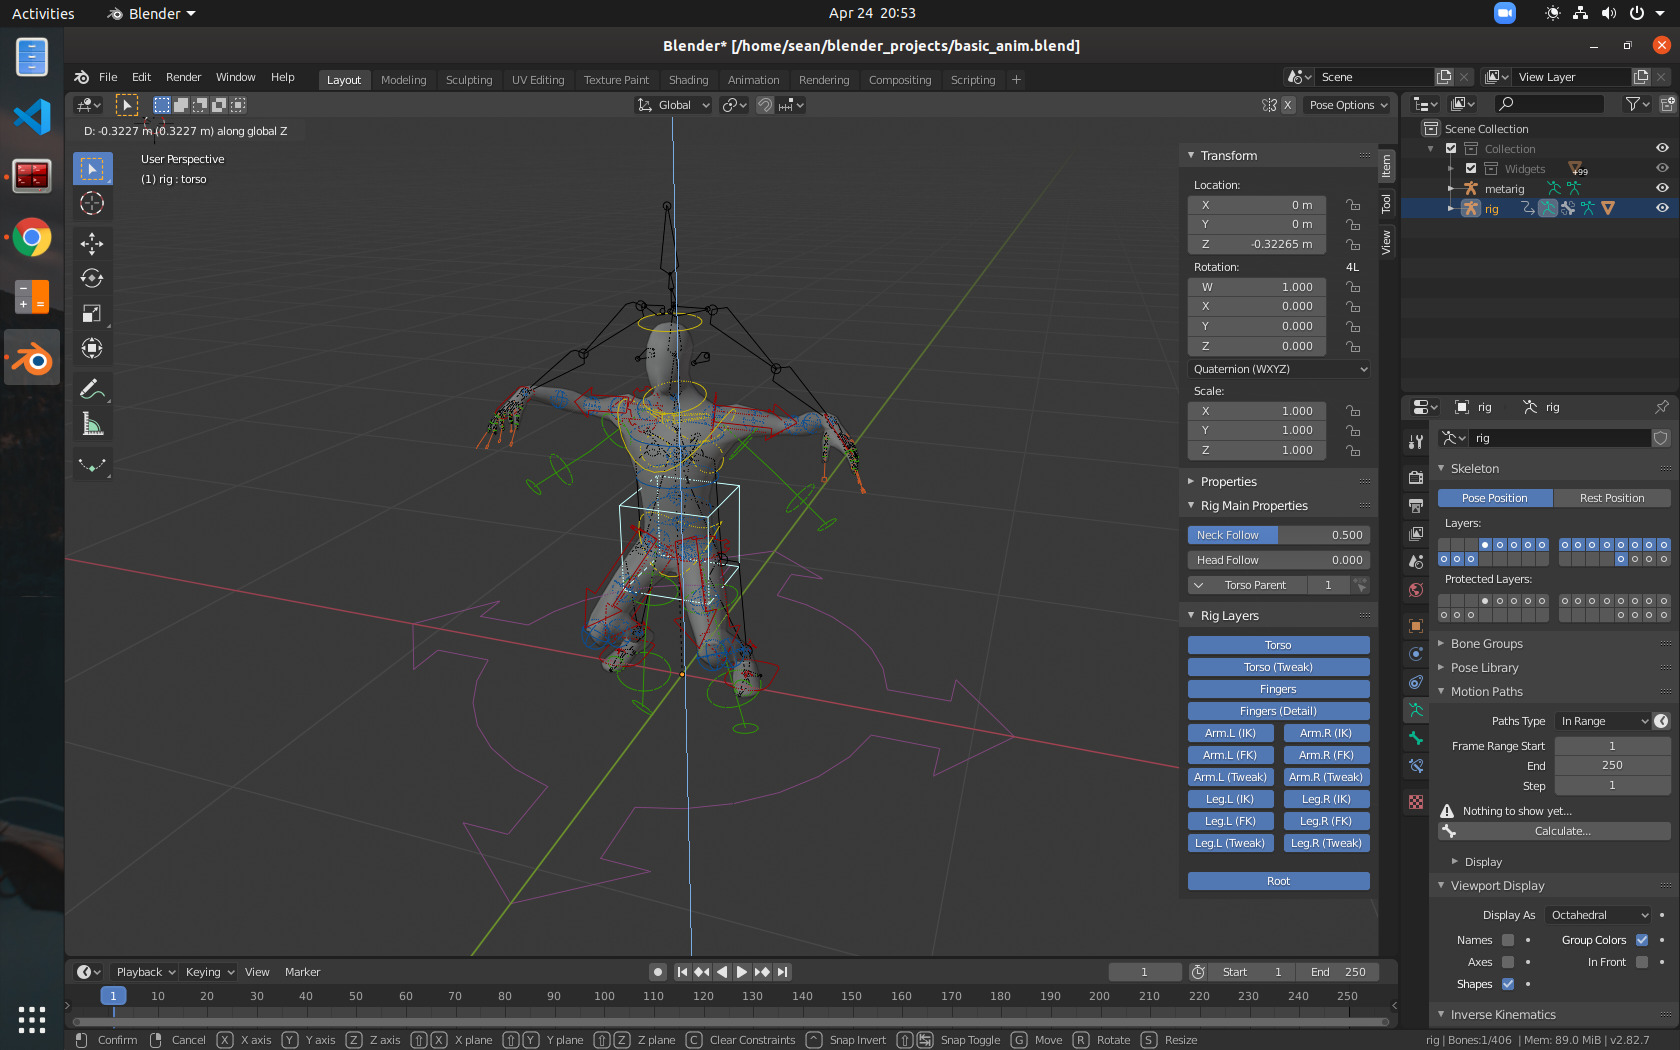 Activities Blender Apr 24 20:53
Blender* [/home/sean/blender_projects/basic_anim.blend]
File Edit Render Window Help Layout Modeling Sculpting UV Editing Texture Paint Shading Animation Rendering Compositing Scripting + Scene View Layer
Global X Pose Options
D: -0.3227 m (0.3227 m) along global Z
User Perspective
(1) rig : torso
Transform
Location:
X 0 m
Y 0 m
Z -0.32265 m
Rotation: 4L
W 1.000
X 0.000
Y 0.000
Z 0.000
Quaternion (WXYZ)
Scale:
X 1.000
Y 1.000
Z 1.000
Properties
Rig Main Properties
Neck Follow 0.500
Head Follow 0.000
Torso Parent 1
Rig Layers
Torso
Torso (Tweak)
Fingers
Fingers (Detail)
Arm.L (IK) Arm.R (IK)
Arm.L (FK) Arm.R (FK)
Arm.L (Tweak) Arm.R (Tweak)
Leg.L (IK) Leg.R (IK)
Leg.L (FK) Leg.R (FK)
Leg.L (Tweak) Leg.R (Tweak)
Root
Item
Tool
View
Scene Collection
Collection
Widgets +99
metarig
rig
rig rig
rig
Skeleton
Pose Position Rest Position
Layers:
Protected Layers:
Bone Groups
Pose Library
Motion Paths
Paths Type In Range
Frame Range Start 1
End 250
Step 1
Nothing to show yet...
Calculate...
Display
Viewport Display
Display As Octahedral
Names Group Colors
Axes In Front
Shapes
Inverse Kinematics
Playback Keying View Marker 1 Start 1 End 250
1 10 20 30 40 50 60 70 80 90 100 110 120 130 140 150 160 170 180 190 200 210 220 230 240 250
Confirm Cancel X X axis Y Y axis Z Z axis X X plane Y Y plane Z Z plane C Clear Constraints Snap Invert Snap Toggle G Move R Rotate S Resize rig | Bones:1/406 | Mem: 89.0 MiB | v2.82.7